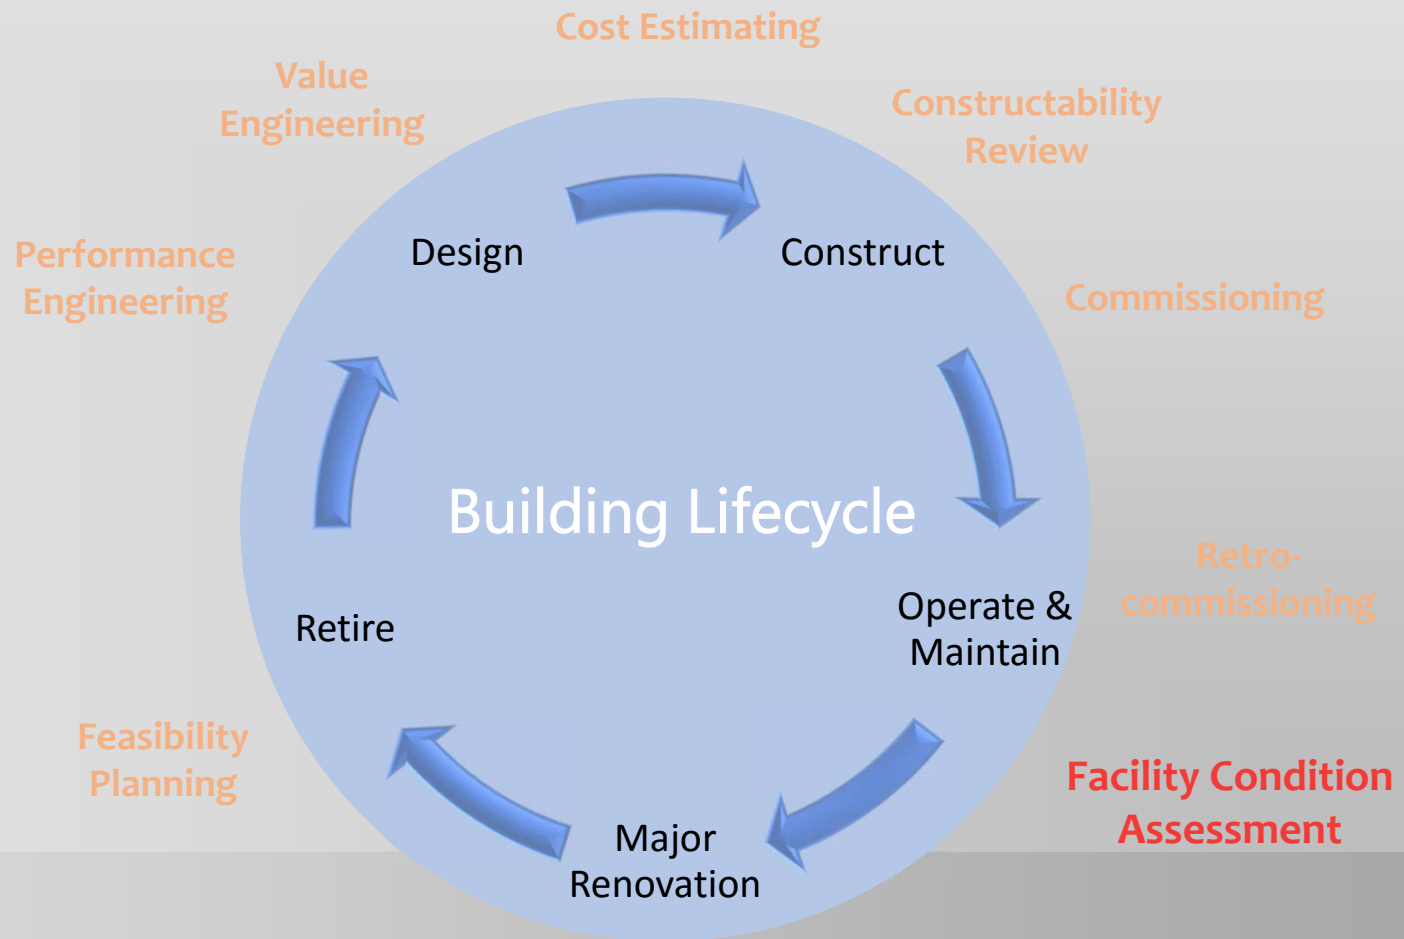 Cost Estimating
Value
Engineering
Constructability
Review
Performance
Engineering
Design
Construct
Commissioning
Building Lifecycle
Retro-
commissioning
Operate &
Maintain
Retire
Feasibility
Planning
Facility Condition
Assessment
Major
Renovation